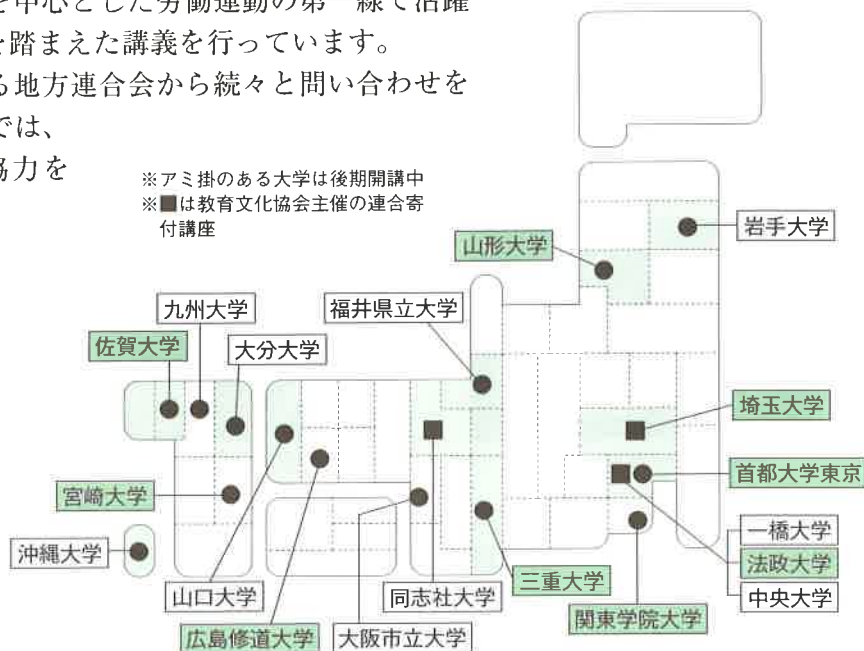 を中心とした労働運動の第一線で活躍
を踏まえた講義を行っています。
る地方連合会から続々と問い合わせを
では、
協力を
※アミ掛のある大学は後期開講中
※■は教育文化協会主催の連合寄
付講座
岩手大学
山形大学
九州大学
福井県立大学
佐賀大学
大分大学
埼玉大学
首都大学東京
宮崎大学
一橋大学
沖縄大学
法政大学
三重大学
山口大学
同志社大学
中央大学
関東学院大学
広島修道大学
大阪市立大学